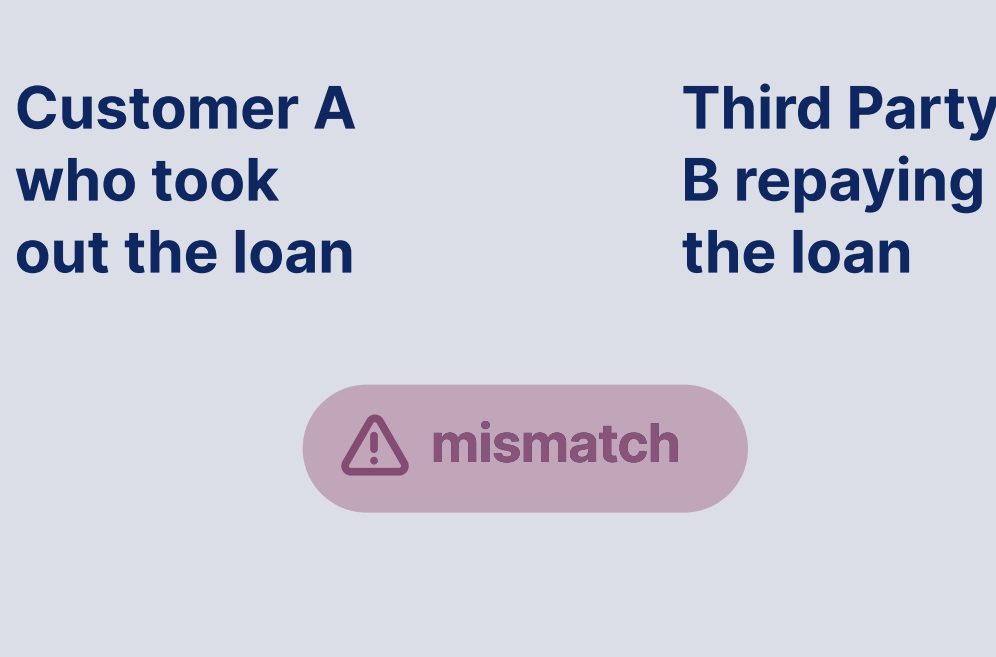 Customer A
who took
out the loan
Third Party
B repaying
the loan
mismatch